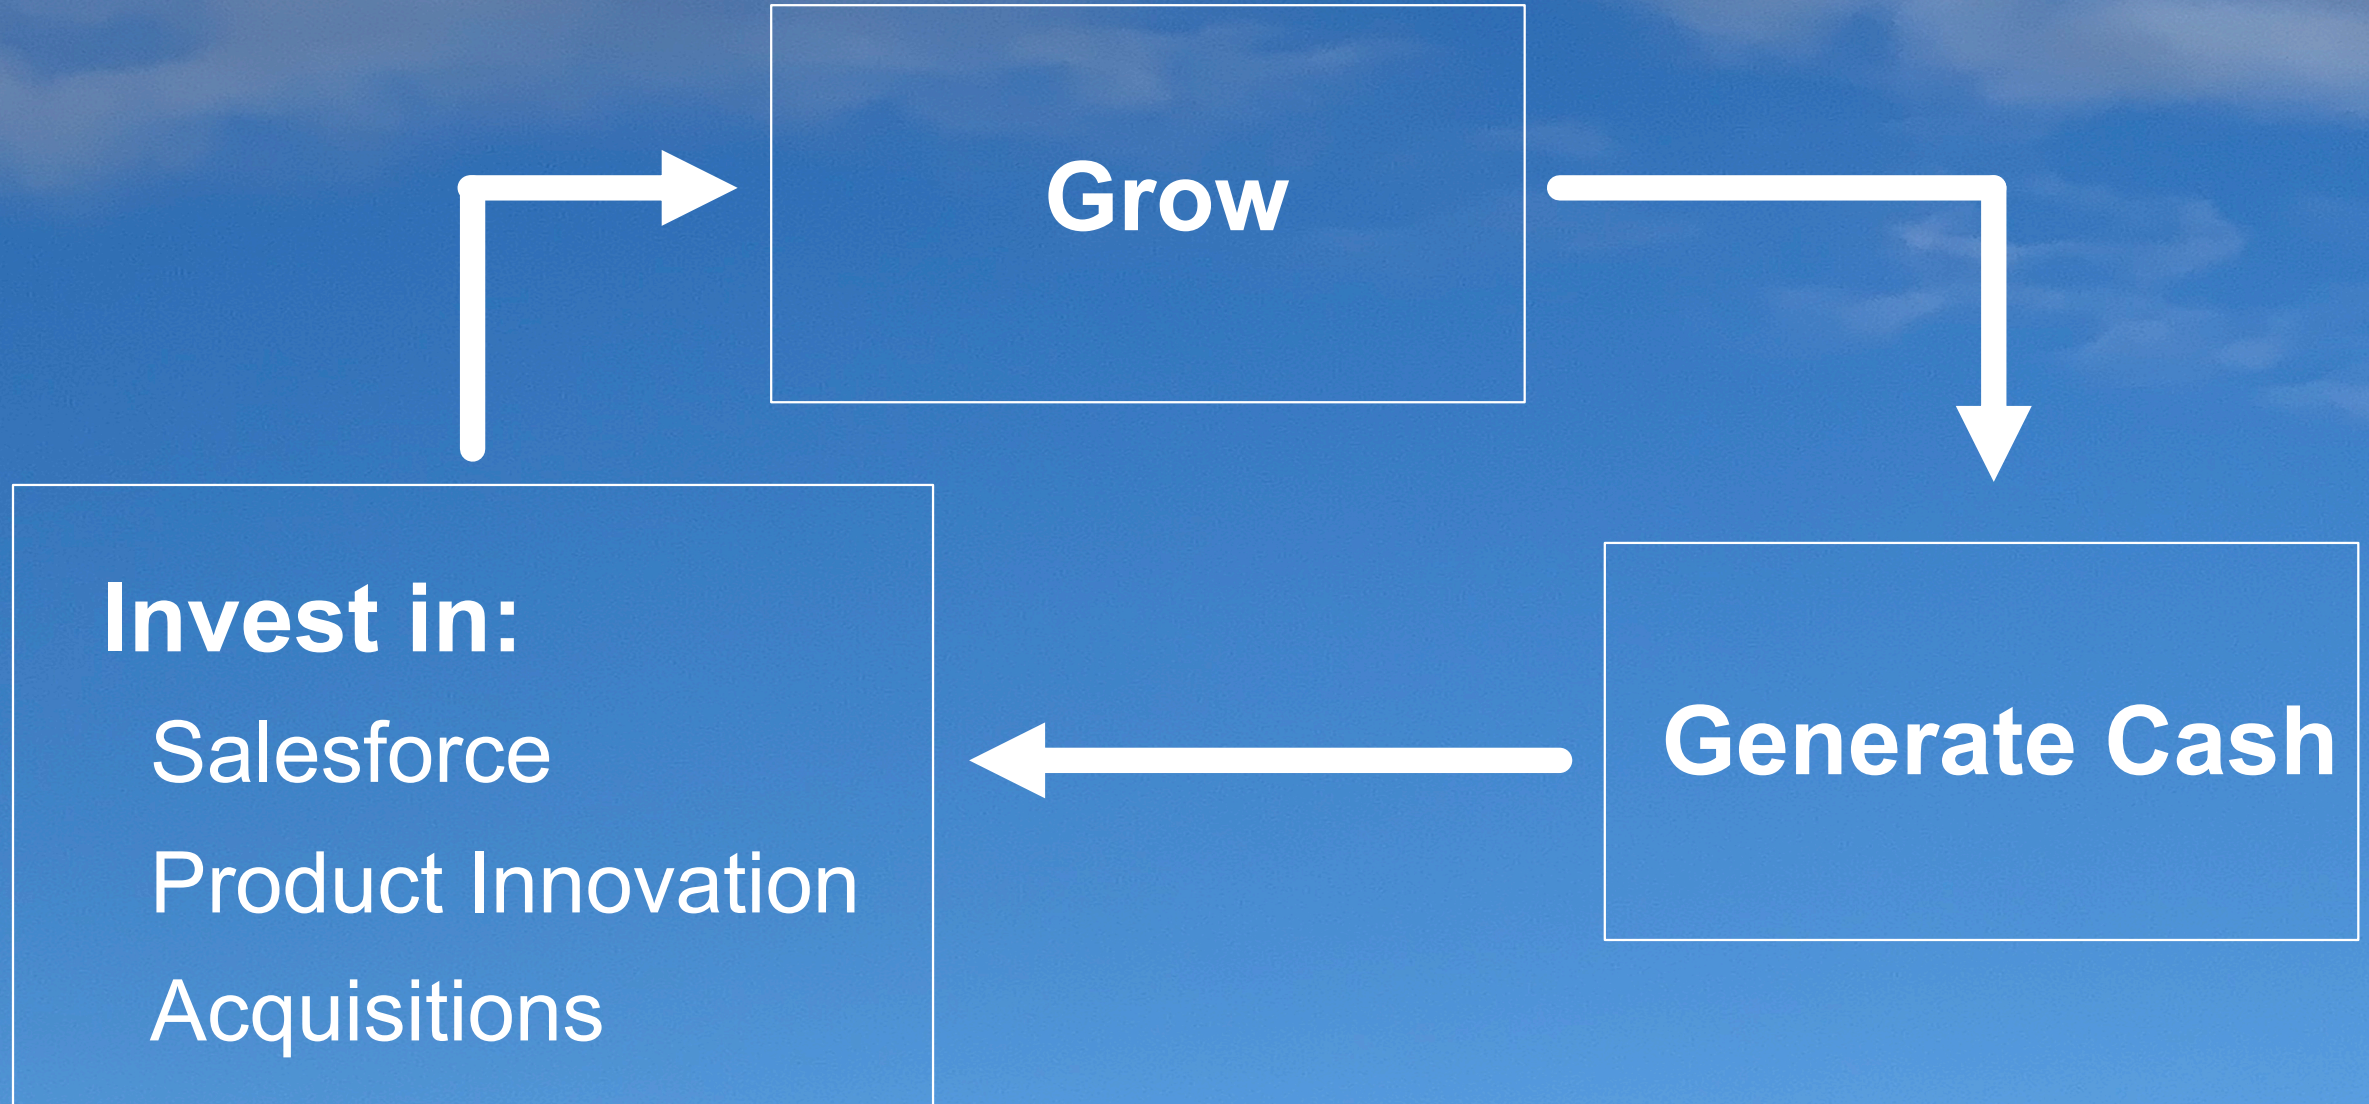 Grow
Invest in:
Salesforce
Product Innovation
Acquisitions
Generate Cash